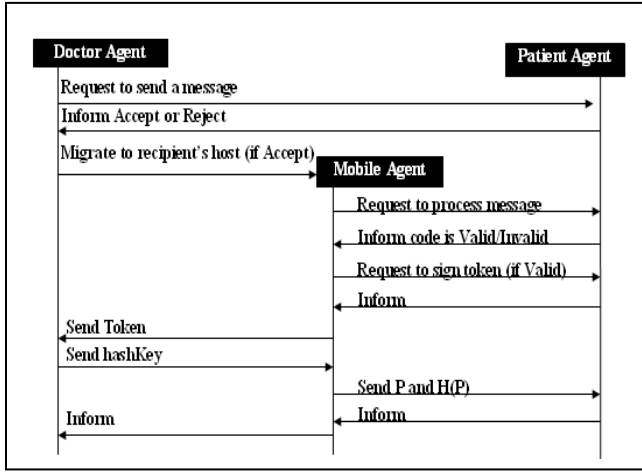 Doctor Agent
Patient Agent
Request to send a message
Inform Accept or Reject
Migrate to recipient's host (if Accept)
Mobile Agent
Request to process message
Inform code is Valid/Invalid
Request to sign token (if Valid)
Inform
Send Token
Send hashKey
Send P and H(P)
Inform
Inform